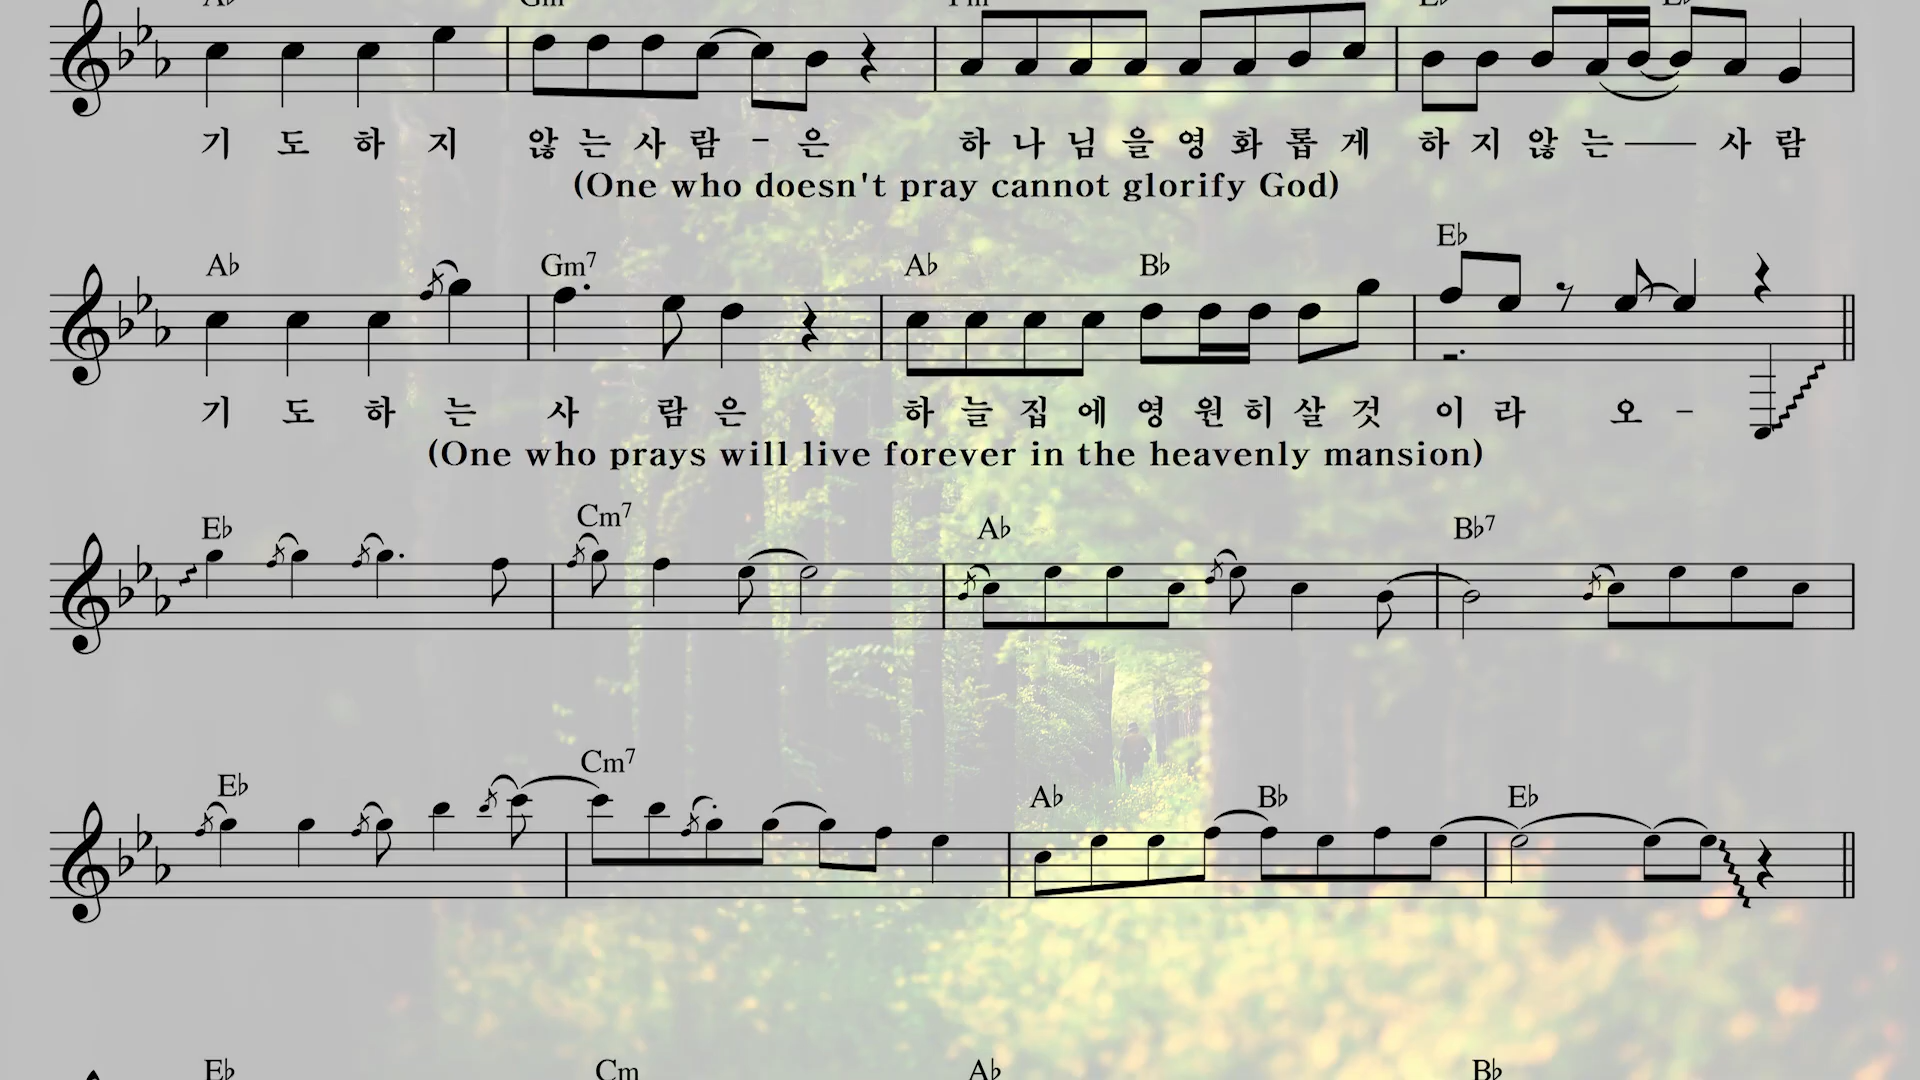 기 도 하 지 않 는 사 람 - 은 하 나 님 을 영 화 롭 게 하 지 않 는 — 사 람
(One who doesn't pray cannot glorify God)
A♭ Gm7 A♭ B♭ E♭
기 도 하 는 사 람 은 하 늘 집 에 영 원 히 살 것 이 라 오 -
(One who prays will live forever in the heavenly mansion)
E♭ Cm7 A♭ B♭7
E♭ Cm7 A♭ B♭ E♭
E♭ Cm A♭ B♭